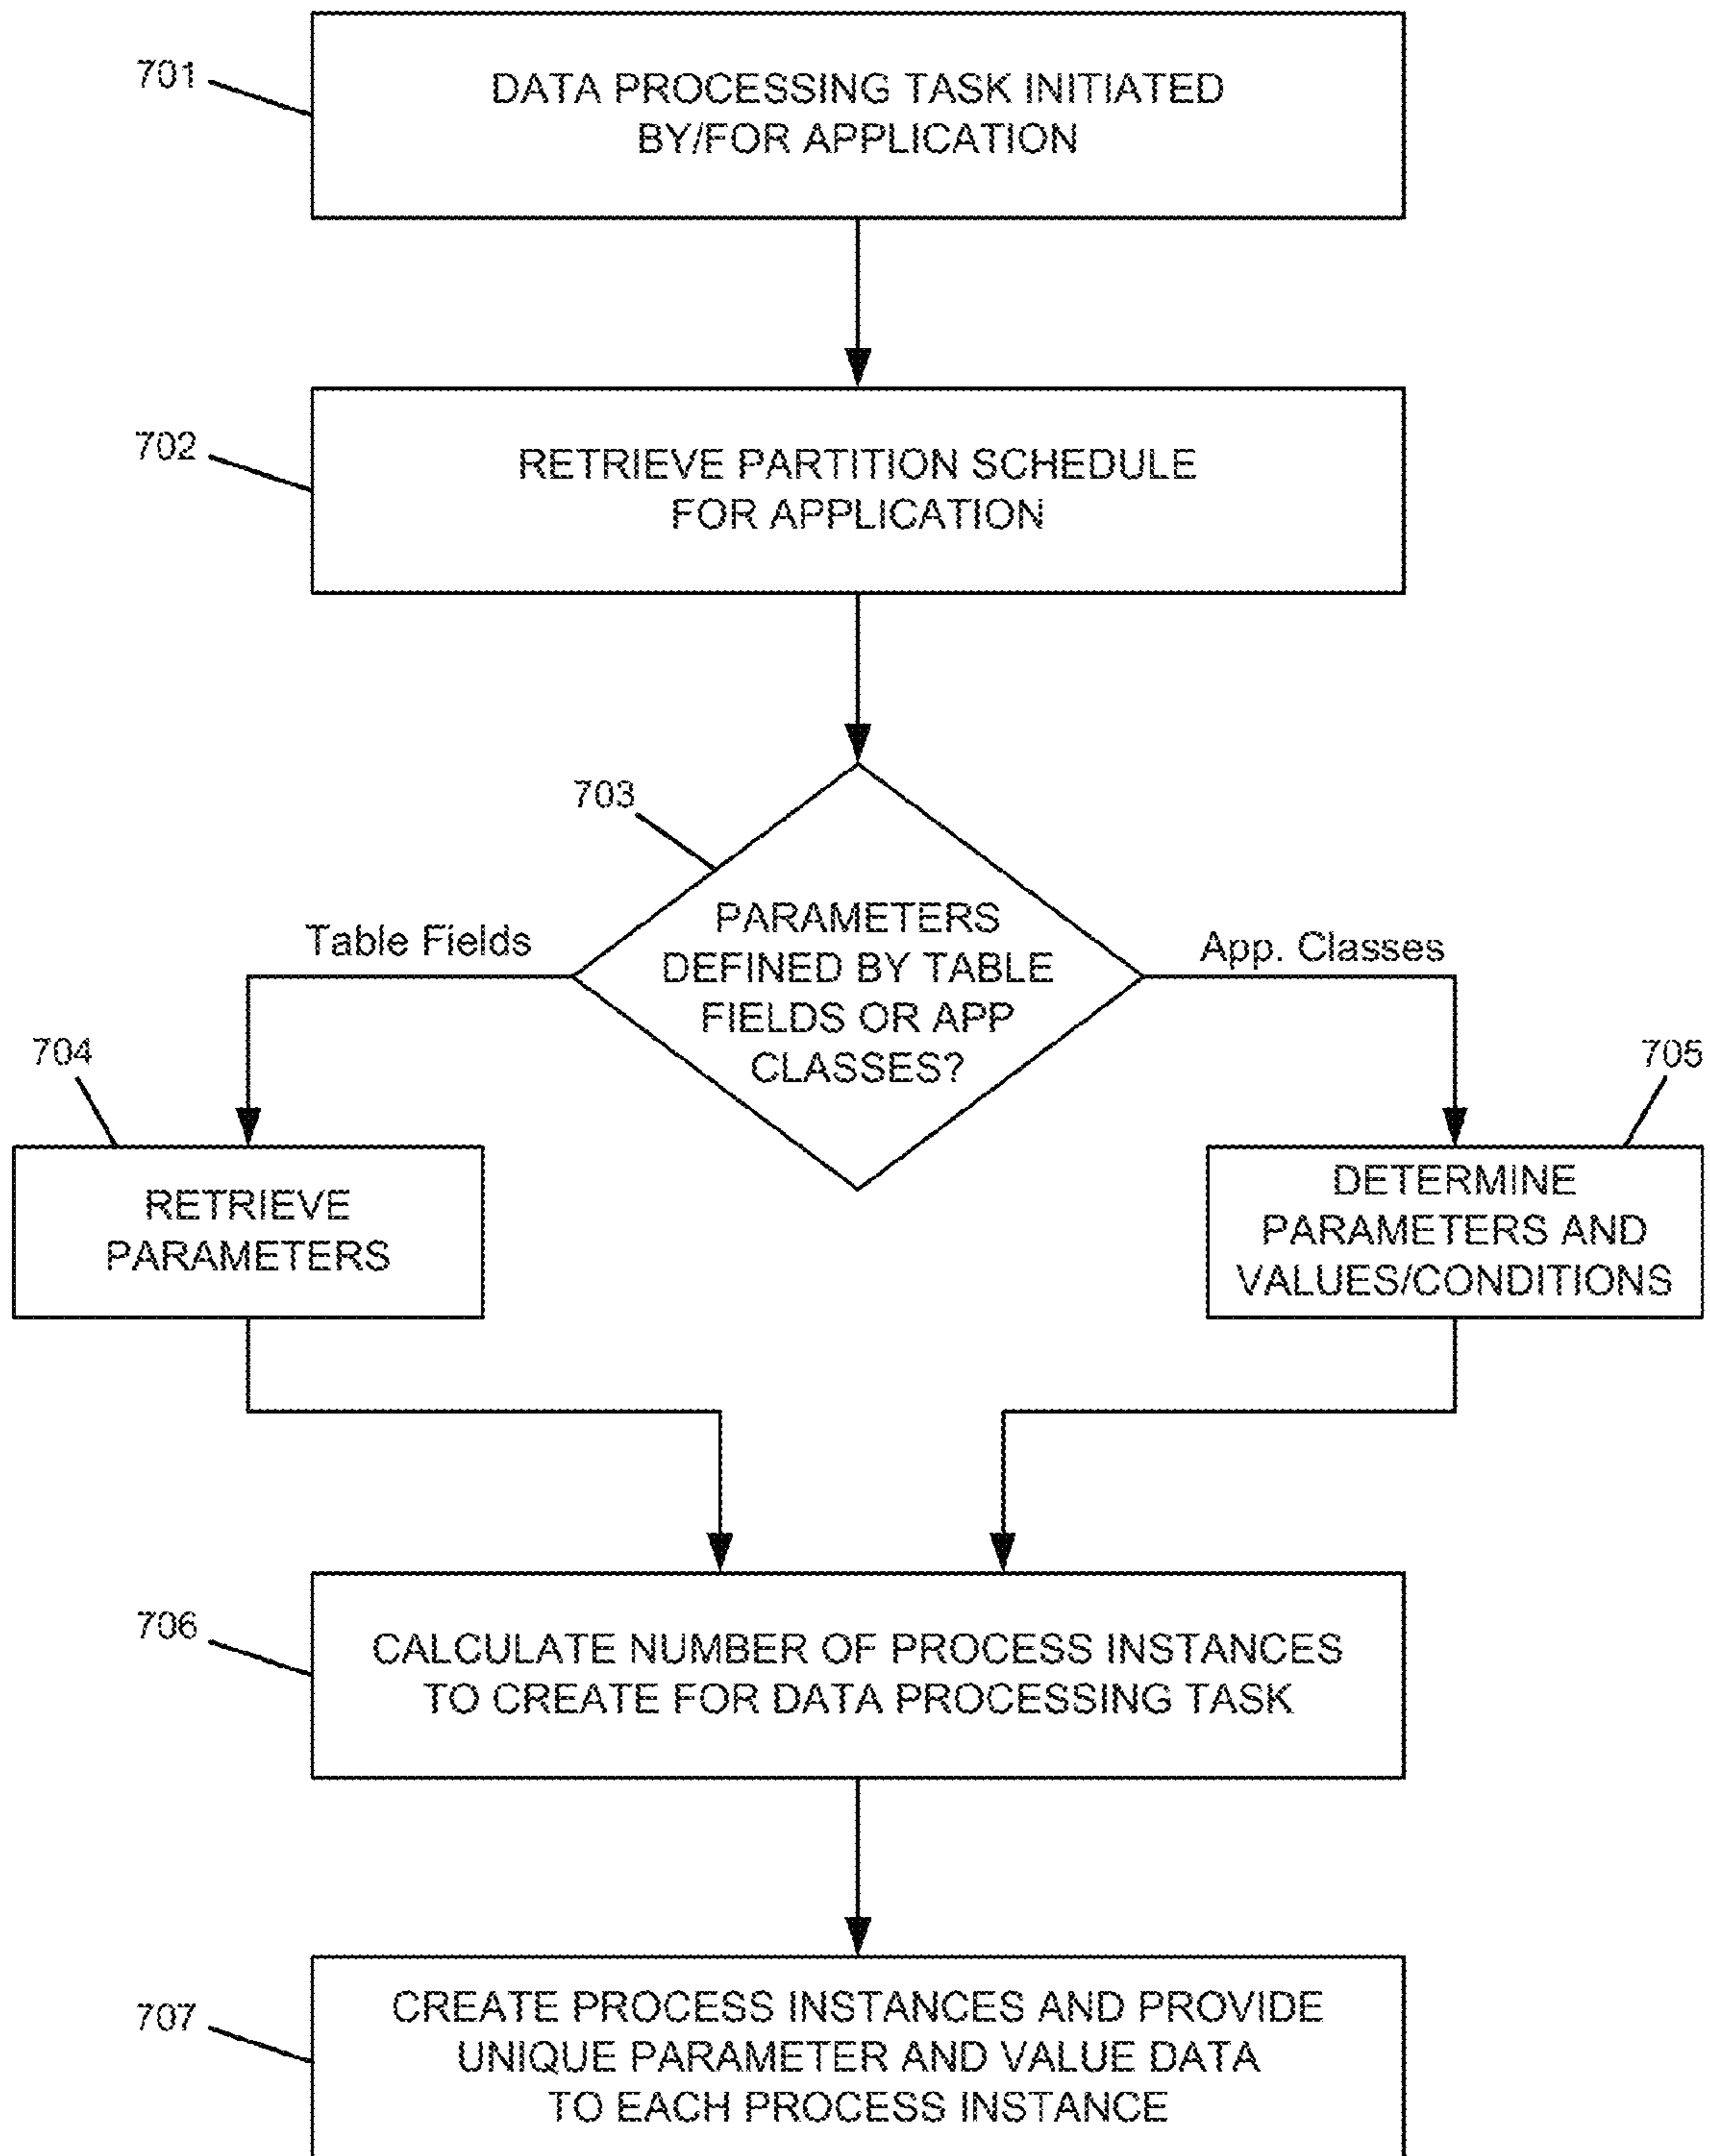 701
DATA PROCESSING TASK INITIATED
BY/FOR APPLICATION
702
RETRIEVE PARTITION SCHEDULE
FOR APPLICATION
703
PARAMETERS
DEFINED BY TABLE
FIELDS OR APP
CLASSES?
Table Fields
App. Classes
704
RETRIEVE
PARAMETERS
705
DETERMINE
PARAMETERS AND
VALUES/CONDITIONS
706
CALCULATE NUMBER OF PROCESS INSTANCES
TO CREATE FOR DATA PROCESSING TASK
707
CREATE PROCESS INSTANCES AND PROVIDE
UNIQUE PARAMETER AND VALUE DATA
TO EACH PROCESS INSTANCE